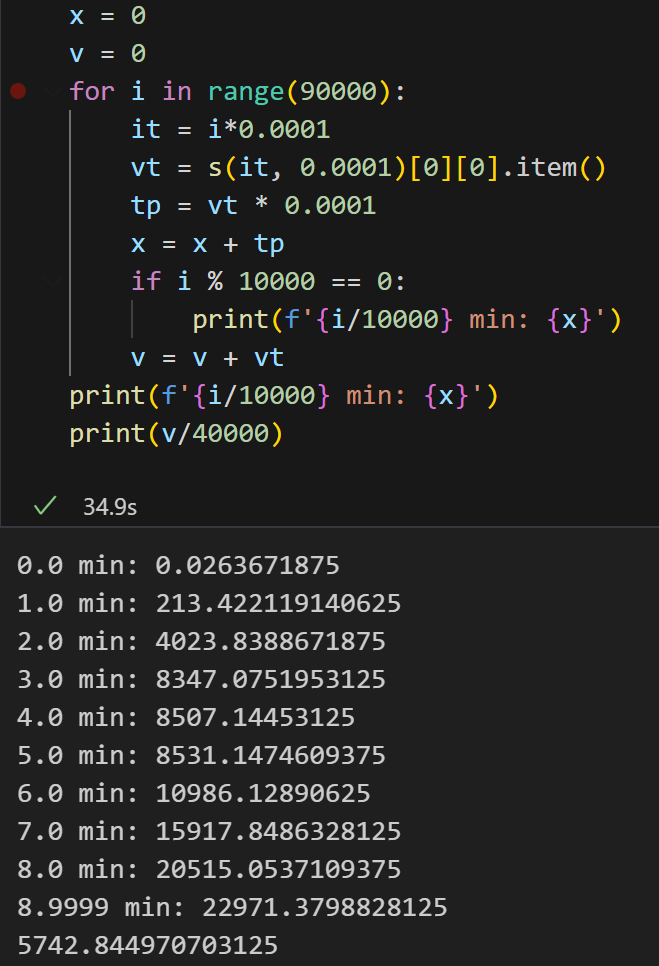 x = 0
v = 0
for i in range(90000):
    it = i*0.0001
    vt = s(it, 0.0001)[0][0].item()
    tp = vt * 0.0001
    x = x + tp
    if i % 10000 == 0:
        print(f'{i/10000} min: {x}')
    v = v + vt
print(f'{i/10000} min: {x}')
print(v/40000)
34.9s
0.0 min: 0.0263671875
1.0 min: 213.422119140625
2.0 min: 4023.8388671875
3.0 min: 8347.0751953125
4.0 min: 8507.14453125
5.0 min: 8531.1474609375
6.0 min: 10986.12890625
7.0 min: 15917.8486328125
8.0 min: 20515.0537109375
8.9999 min: 22971.3798828125
5742.844970703125